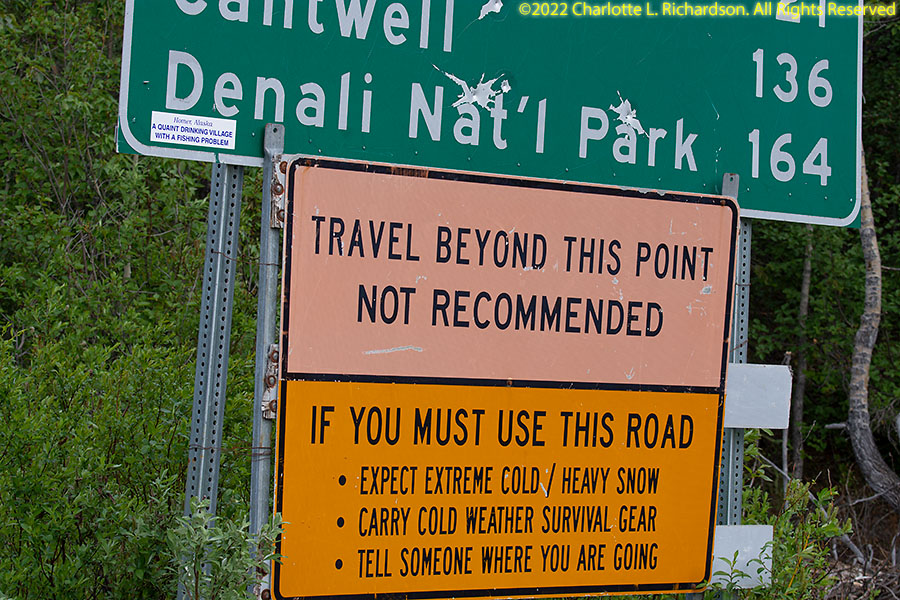 ©2022 Charlotte L. Richardson. All Rights Reserved
Cantwell
136
Denali Nat'l Park 164
Homer, Alaska
A QUAINT DRINKING VILLAGE
WITH A FISHING PROBLEM
TRAVEL BEYOND THIS POINT
NOT RECOMMENDED
IF YOU MUST USE THIS ROAD
• EXPECT EXTREME COLD / HEAVY SNOW
• CARRY COLD WEATHER SURVIVAL GEAR
• TELL SOMEONE WHERE YOU ARE GOING